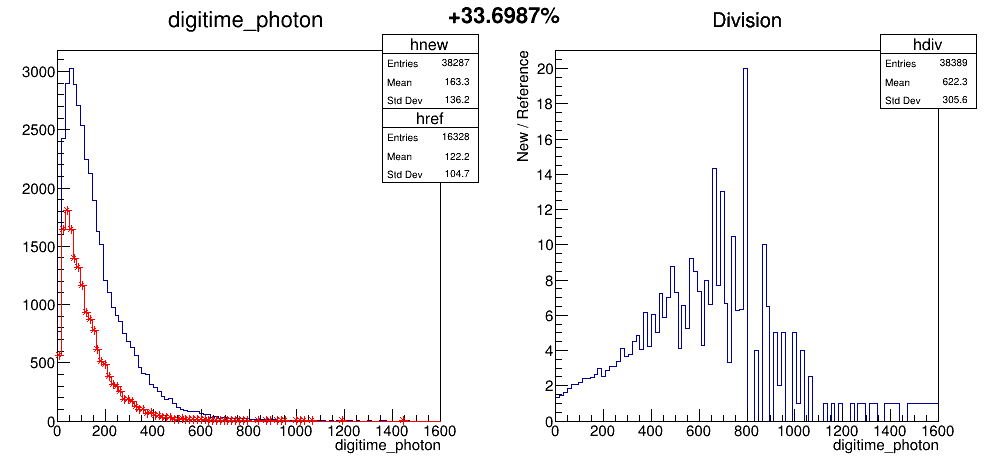 digitime_photon
+33.6987%
Division
hnew
Entries 38287
Mean 163.3
Std Dev 136.2
href
Entries 16328
Mean 122.2
Std Dev 104.7
3000
2500
2000
1500
1000
500
0
0 200 400 600 800 1000 1200 1400 1600
digitime_photon
hdiv
Entries 38389
Mean 622.3
Std Dev 305.6
New / Reference
20
18
16
14
12
10
8
6
4
2
0
0 200 400 600 800 1000 1200 1400 1600
digitime_photon